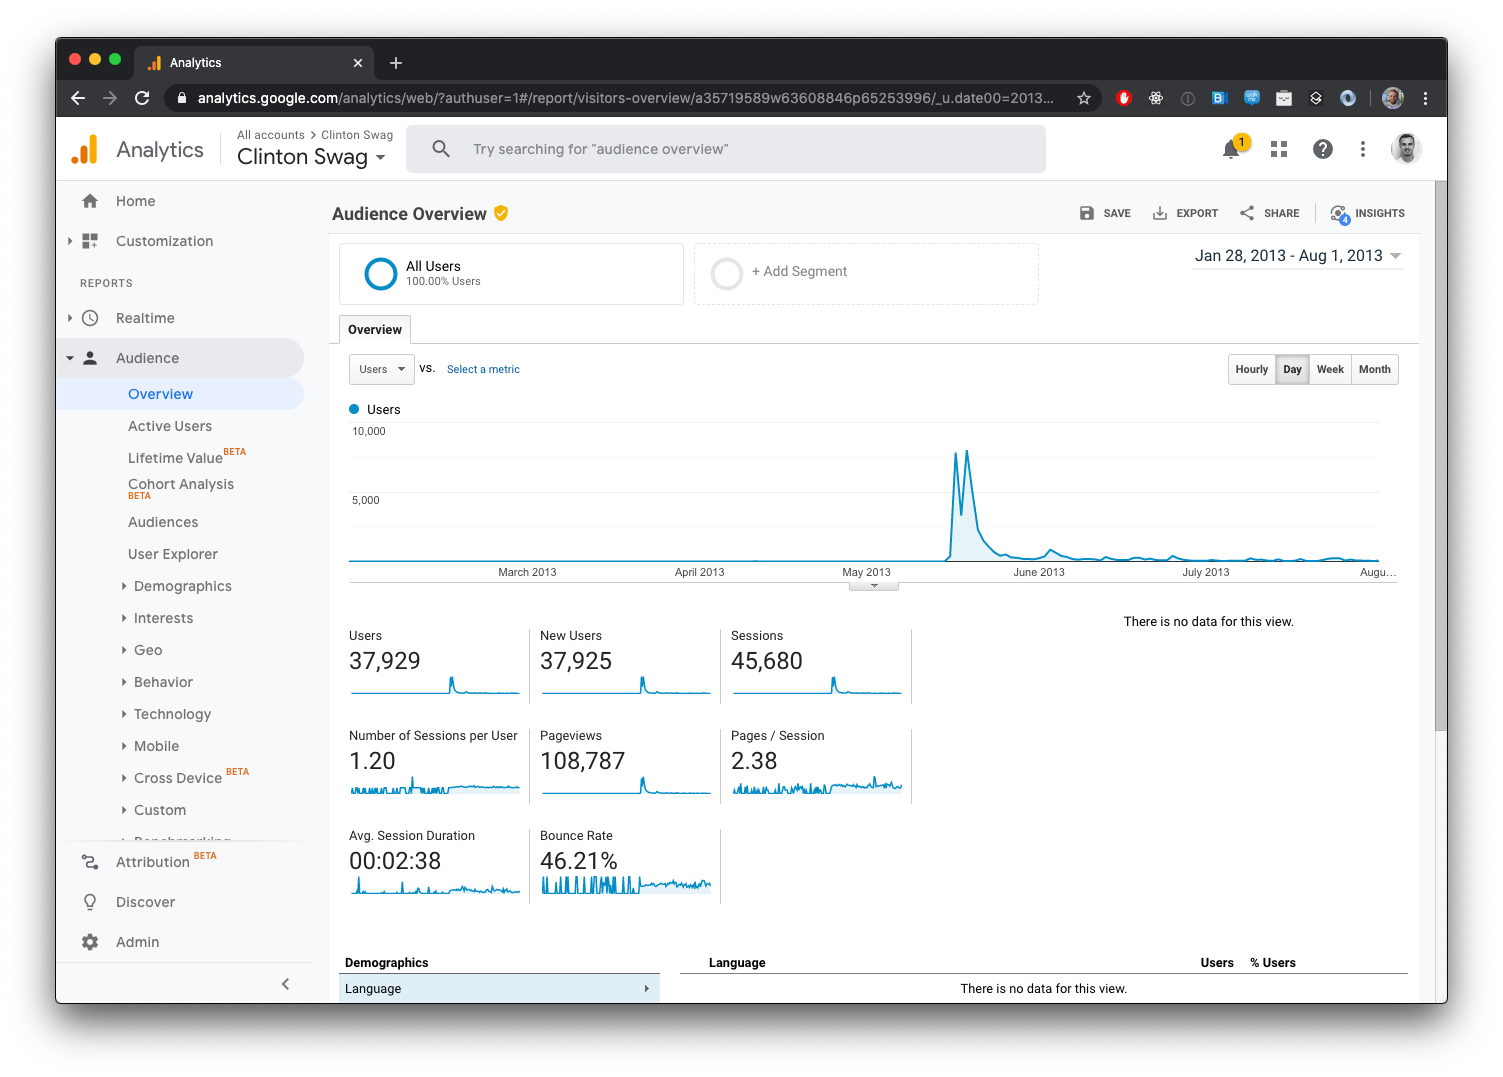 Analytics
analytics.google.com/analytics/web/?authuser=1#/report/visitors-overview/a35719589w63608846p65253996/_u.date00=2013...
Analytics
All accounts > Clinton Swag
Clinton Swag
Try searching for "audience overview"
1
Home
Customization
REPORTS
Realtime
Audience
Overview
Active Users
Lifetime Value BETA
Cohort Analysis
BETA
Audiences
User Explorer
Demographics
Interests
Geo
Behavior
Technology
Mobile
Cross Device BETA
Custom
Benchmarking
Attribution BETA
Discover
Admin
Audience Overview
SAVE
EXPORT
SHARE
4
INSIGHTS
All Users
100.00% Users
+ Add Segment
Jan 28, 2013 - Aug 1, 2013
Overview
Users
vs.
Select a metric
Hourly Day Week Month
Users
10,000
5,000
March 2013 April 2013 May 2013 June 2013 July 2013 Augu...
There is no data for this view.
Users
37,929
New Users
37,925
Sessions
45,680
Number of Sessions per User
1.20
Pageviews
108,787
Pages / Session
2.38
Avg. Session Duration
00:02:38
Bounce Rate
46.21%
Demographics
Language
Language Users % Users
There is no data for this view.